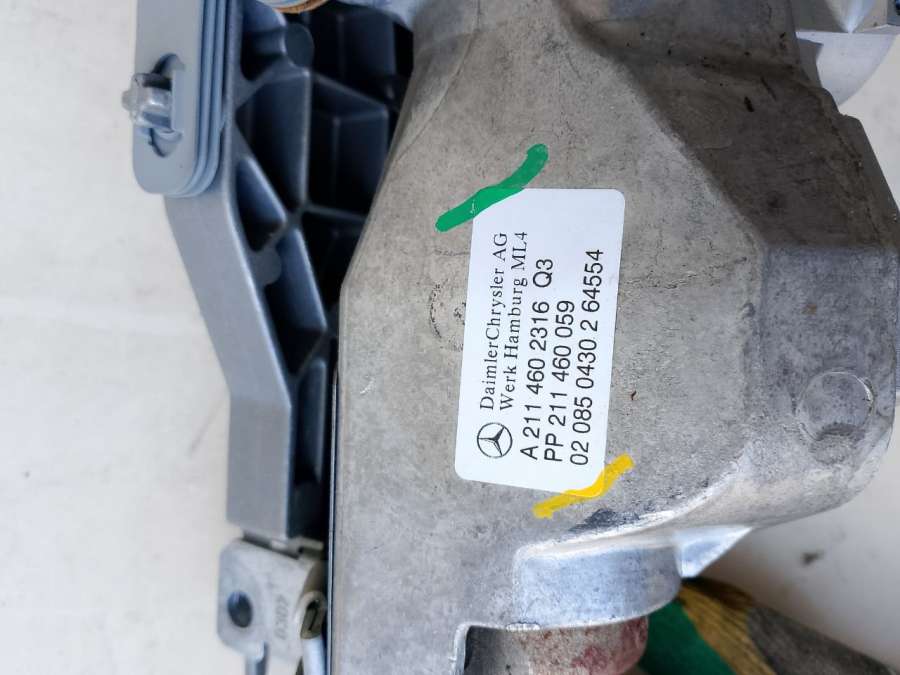 DaimlerChrysler AG
Werk Hamburg ML4
A 211 460 2316 Q3
PP 211 460 059
02 085 0430 2 64554